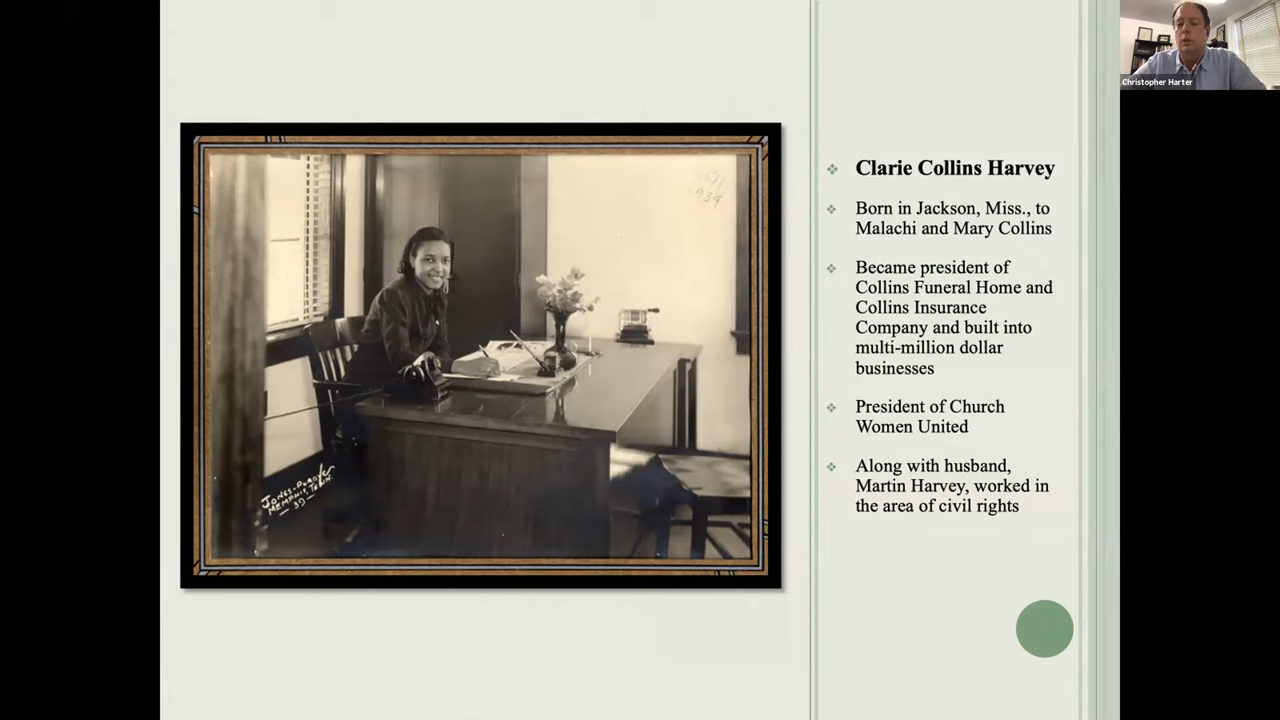 Clarie Collins Harvey
Born in Jackson, Miss., to
Malachi and Mary Collins
Became president of
Collins Funeral Home and
Collins Insurance
Company and built into
multi-million dollar
businesses
President of Church
Women United
Along with husband,
Martin Harvey, worked in
the area of civil rights
MEMPHIS, TENN.
Christopher Harter